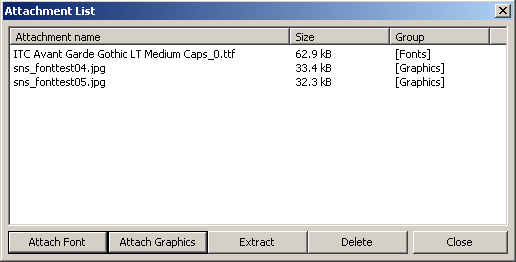 Attachment List
Attachment name Size Group
ITC Avant Garde Gothic LT Medium Caps_0.ttf 62.9 kB [Fonts]
sns_fonttest04.jpg 33.4 kB [Graphics]
sns_fonttest05.jpg 32.3 kB [Graphics]
Attach Font Attach Graphics Extract Delete Close